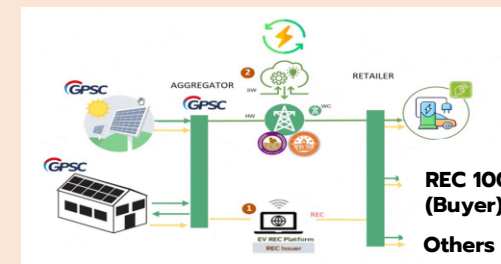 GPSC
AGGREGATOR
GPSC
2
SW
RETAILER
HW
WC
GPSC
1
REC
EV REC Platform
REC Issuer
REC 100
(Buyer)
Others